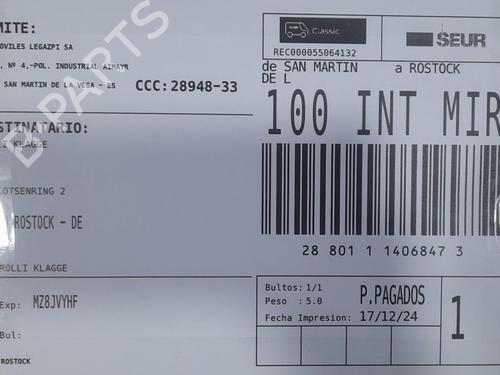 MITE:
OVILES LEGAZPI SA
, Nº 4,-POL. INDUSTRIAL AIMAYR
SAN MARTIN DE LA VEGA - ES
CCC:28948-33
STINATARIO:
LI KLAGGE
LOTSENRING 2
ROSTOCK - DE
ROLLI KLAGGE
Exp: MZ8JVYHF
Bul:
ROSTOCK
Classic
REC000055064132
SEUR
de SAN MARTIN DE L
a ROSTOCK
100 INT MIR
28 801 1 1406847 3
Bultos: 1/1
Peso : 5.0
P.PAGADOS
Fecha Impresion: 17/12/24
1
B PARTS